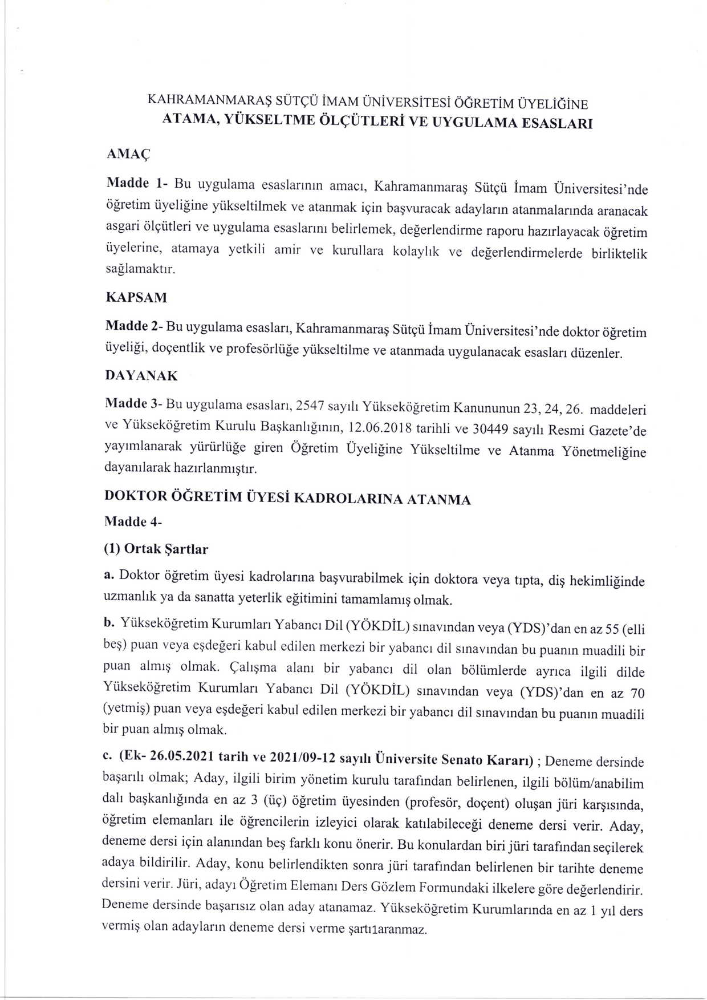 KAHRAMANMARAŞ SÜTÇÜ İMAM ÜNİVERSİTESİ ÖĞRETİM ÜYELİĞİNE
ATAMA, YÜKSELTME ÖLÇÜTLERİ VE UYGULAMA ESASLARI
AMAÇ
Madde 1- Bu uygulama esaslarının amacı, Kahramanmaraş Sütçü İmam Üniversitesi’nde
öğretim üyeliğine yükseltilmek ve atanmak için başvuracak adayların atanmalarında aranacak
asgari ölçütleri ve uygulama esaslarını belirlemek, değerlendirme raporu hazırlayacak öğretim
üyelerine, atamaya yetkili amir ve kurullara kolaylık ve değerlendirmelerde birliktelik
sağlamaktır.
KAPSAM
Madde 2- Bu uygulama esasları, Kahramanmaraş Sütçü İmam Üniversitesi’nde doktor öğretim
üyeliği, doçentlik ve profesörlüğe yükseltilme ve atanmada uygulanacak esasları düzenler.
DAYANAK
Madde 3- Bu uygulama esasları, 2547 sayılı Yükseköğretim Kanununun 23, 24, 26. maddeleri
ve Yükseköğretim Kurulu Başkanlığının, 12.06.2018 tarihli ve 30449 sayılı Resmi Gazete’de
yayımlanarak yürürlüğe giren Öğretim Üyeliğine Yükseltilme ve Atanma Yönetmeliğine
dayanılarak hazırlanmıştır.
DOKTOR ÖĞRETİM ÜYESİ KADROLARINA ATANMA
Madde 4-
(1) Ortak Şartlar
a. Doktor öğretim üyesi kadrolarına başvurabilmek için doktora veya tıpta, diş hekimliğinde
uzmanlık ya da sanatta yeterlik eğitimini tamamlamış olmak.
b. Yükseköğretim Kurumları Yabancı Dil (YÖKDİL) sınavından veya (YDS)’dan en az 55 (elli
beş) puan veya eşdeğeri kabul edilen merkezi bir yabancı dil sınavından bu puanın muadili bir
puan almış olmak. Çalışma alanı bir yabancı dil olan bölümlerde ayrıca ilgili dilde
Yükseköğretim Kurumları Yabancı Dil (YÖKDİL) sınavından veya (YDS)’dan en az 70
(yetmiş) puan veya eşdeğeri kabul edilen merkezi bir yabancı dil sınavından bu puanın muadili
bir puan almış olmak.
c. (Ek- 26.05.2021 tarih ve 2021/09-12 sayılı Üniversite Senato Kararı) ; Deneme dersinde
başarılı olmak; Aday, ilgili birim yönetim kurulu tarafından belirlenen, ilgili bölüm/anabilim
dalı başkanlığında en az 3 (üç) öğretim üyesinden (profesör, doçent) oluşan jüri karşısında,
öğretim elemanları ile öğrencilerin izleyici olarak katılabileceği deneme dersi verir. Aday,
deneme dersi için alanından beş farklı konu önerir. Bu konulardan biri jüri tarafından seçilerek
adaya bildirilir. Aday, konu belirlendikten sonra jüri tarafından belirlenen bir tarihte deneme
dersini verir. Jüri, adayı Öğretim Elemanı Ders Gözlem Formundaki ilkelere göre değerlendirir.
Deneme dersinde başarısız olan aday atanamaz. Yükseköğretim Kurumlarında en az 1 yıl ders
vermiş olan adayların deneme dersi verme şartı1aranmaz.